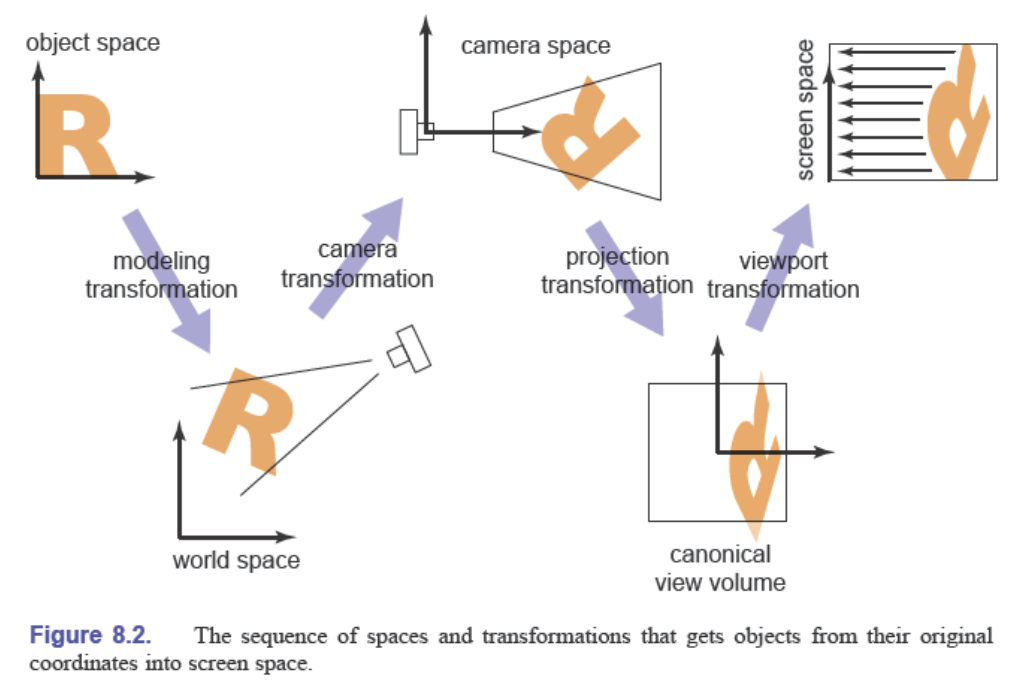 object space
camera space
screen space
modeling
transformation
camera
transformation
projection
transformation
viewport
transformation
world space
canonical
view volume
Figure 8.2. The sequence of spaces and transformations that gets objects from their original
coordinates into screen space.